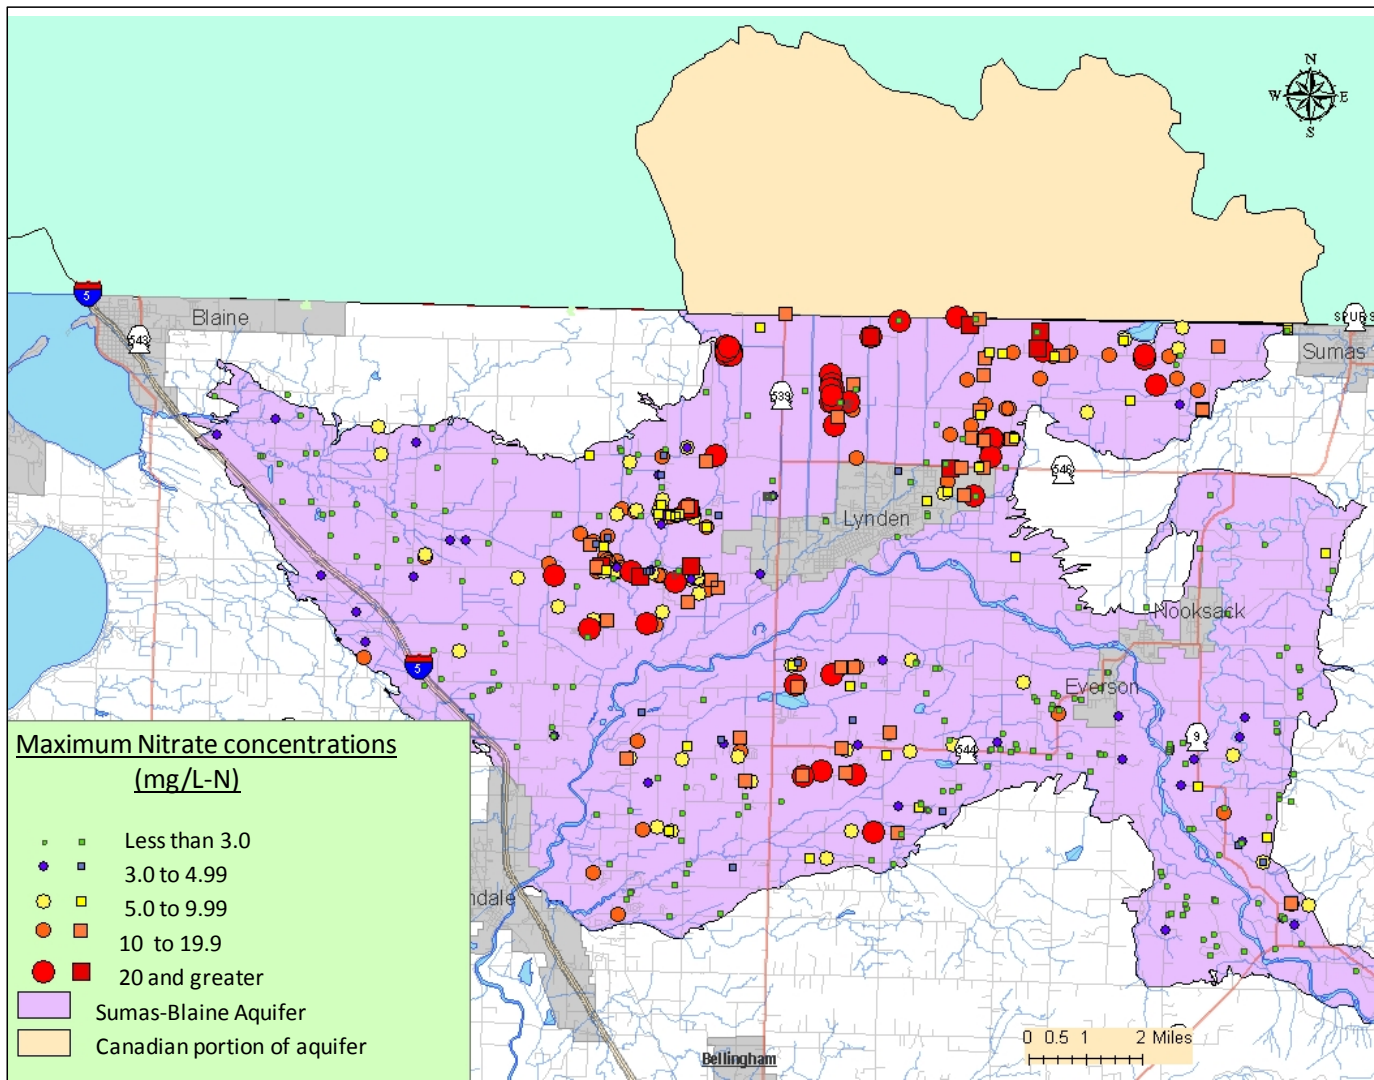 N
W E
S
5
Blaine
543
SPUR S
Sumas
539
546
Lynden
Nooksack
Everson
5
9
544
Maximum Nitrate concentrations
(mg/L-N)
Less than 3.0
3.0 to 4.99
5.0 to 9.99
10 to 19.9
20 and greater
Sumas-Blaine Aquifer
Canadian portion of aquifer
ndale
0 0.5 1 2 Miles
Bellingham